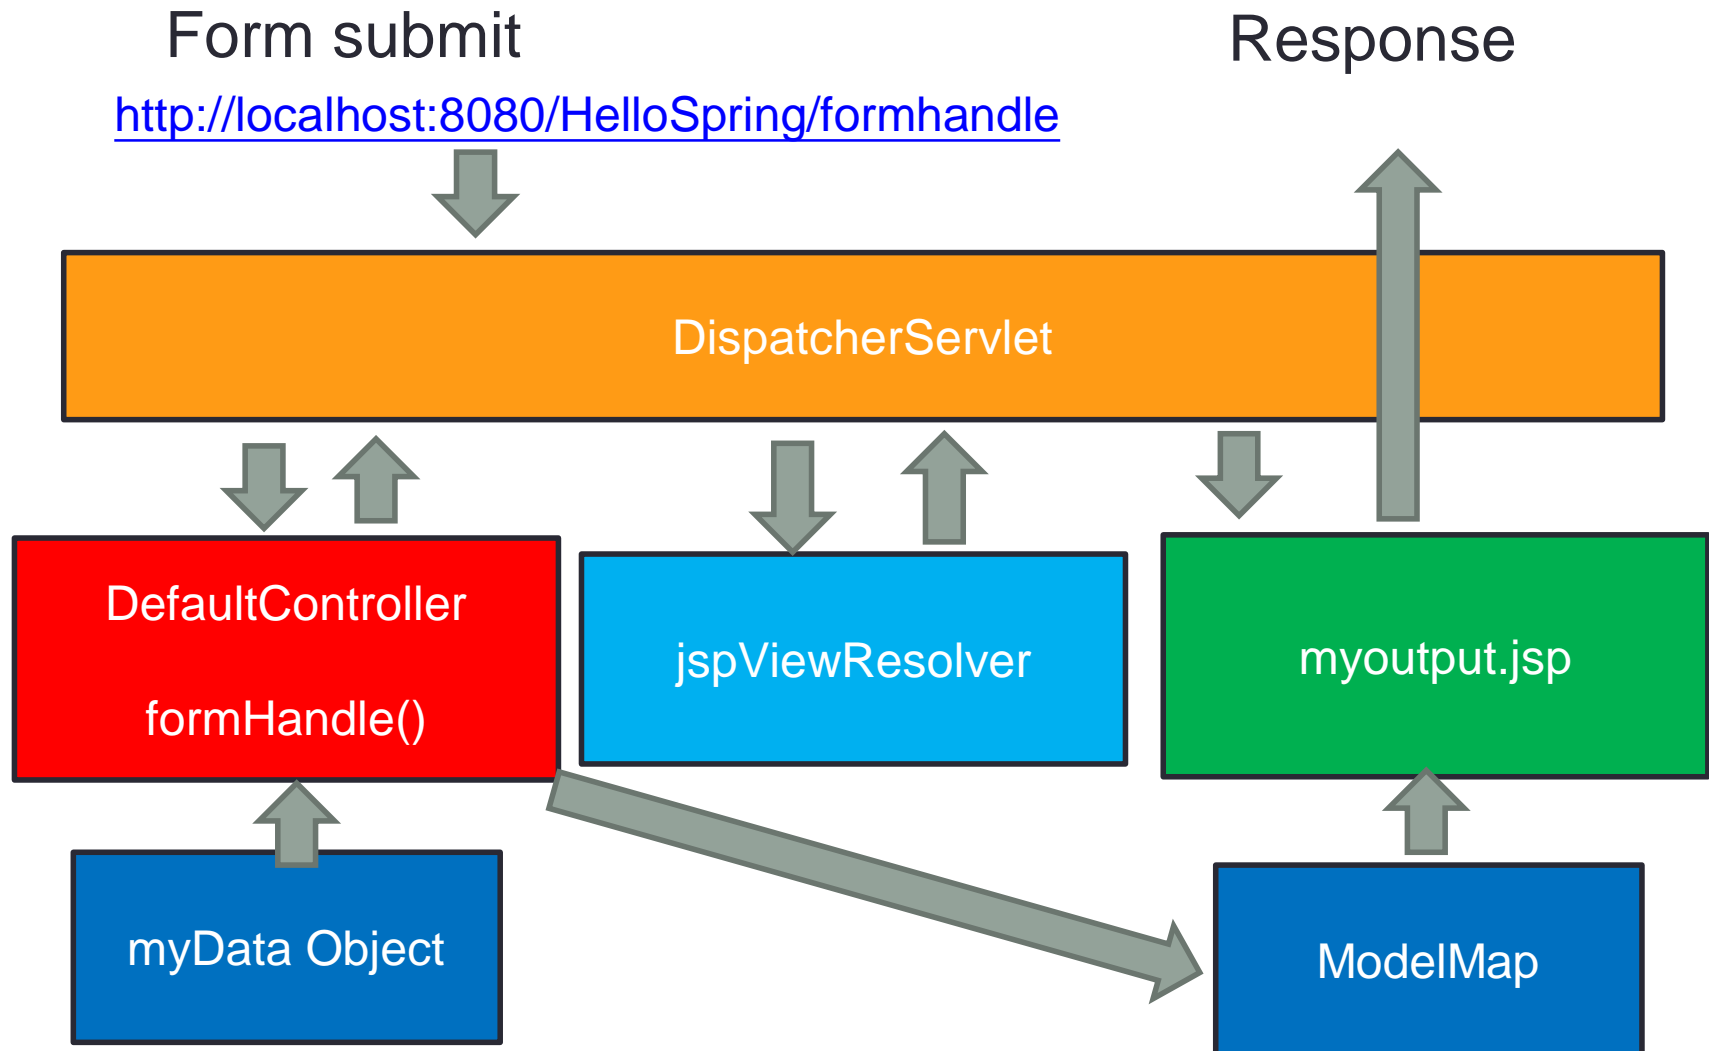 Form submit
Response
http://localhost:8080/HelloSpring/formhandle
DispatcherServlet
DefaultController
formHandle()
jspViewResolver
myoutput.jsp
myData Object
ModelMap